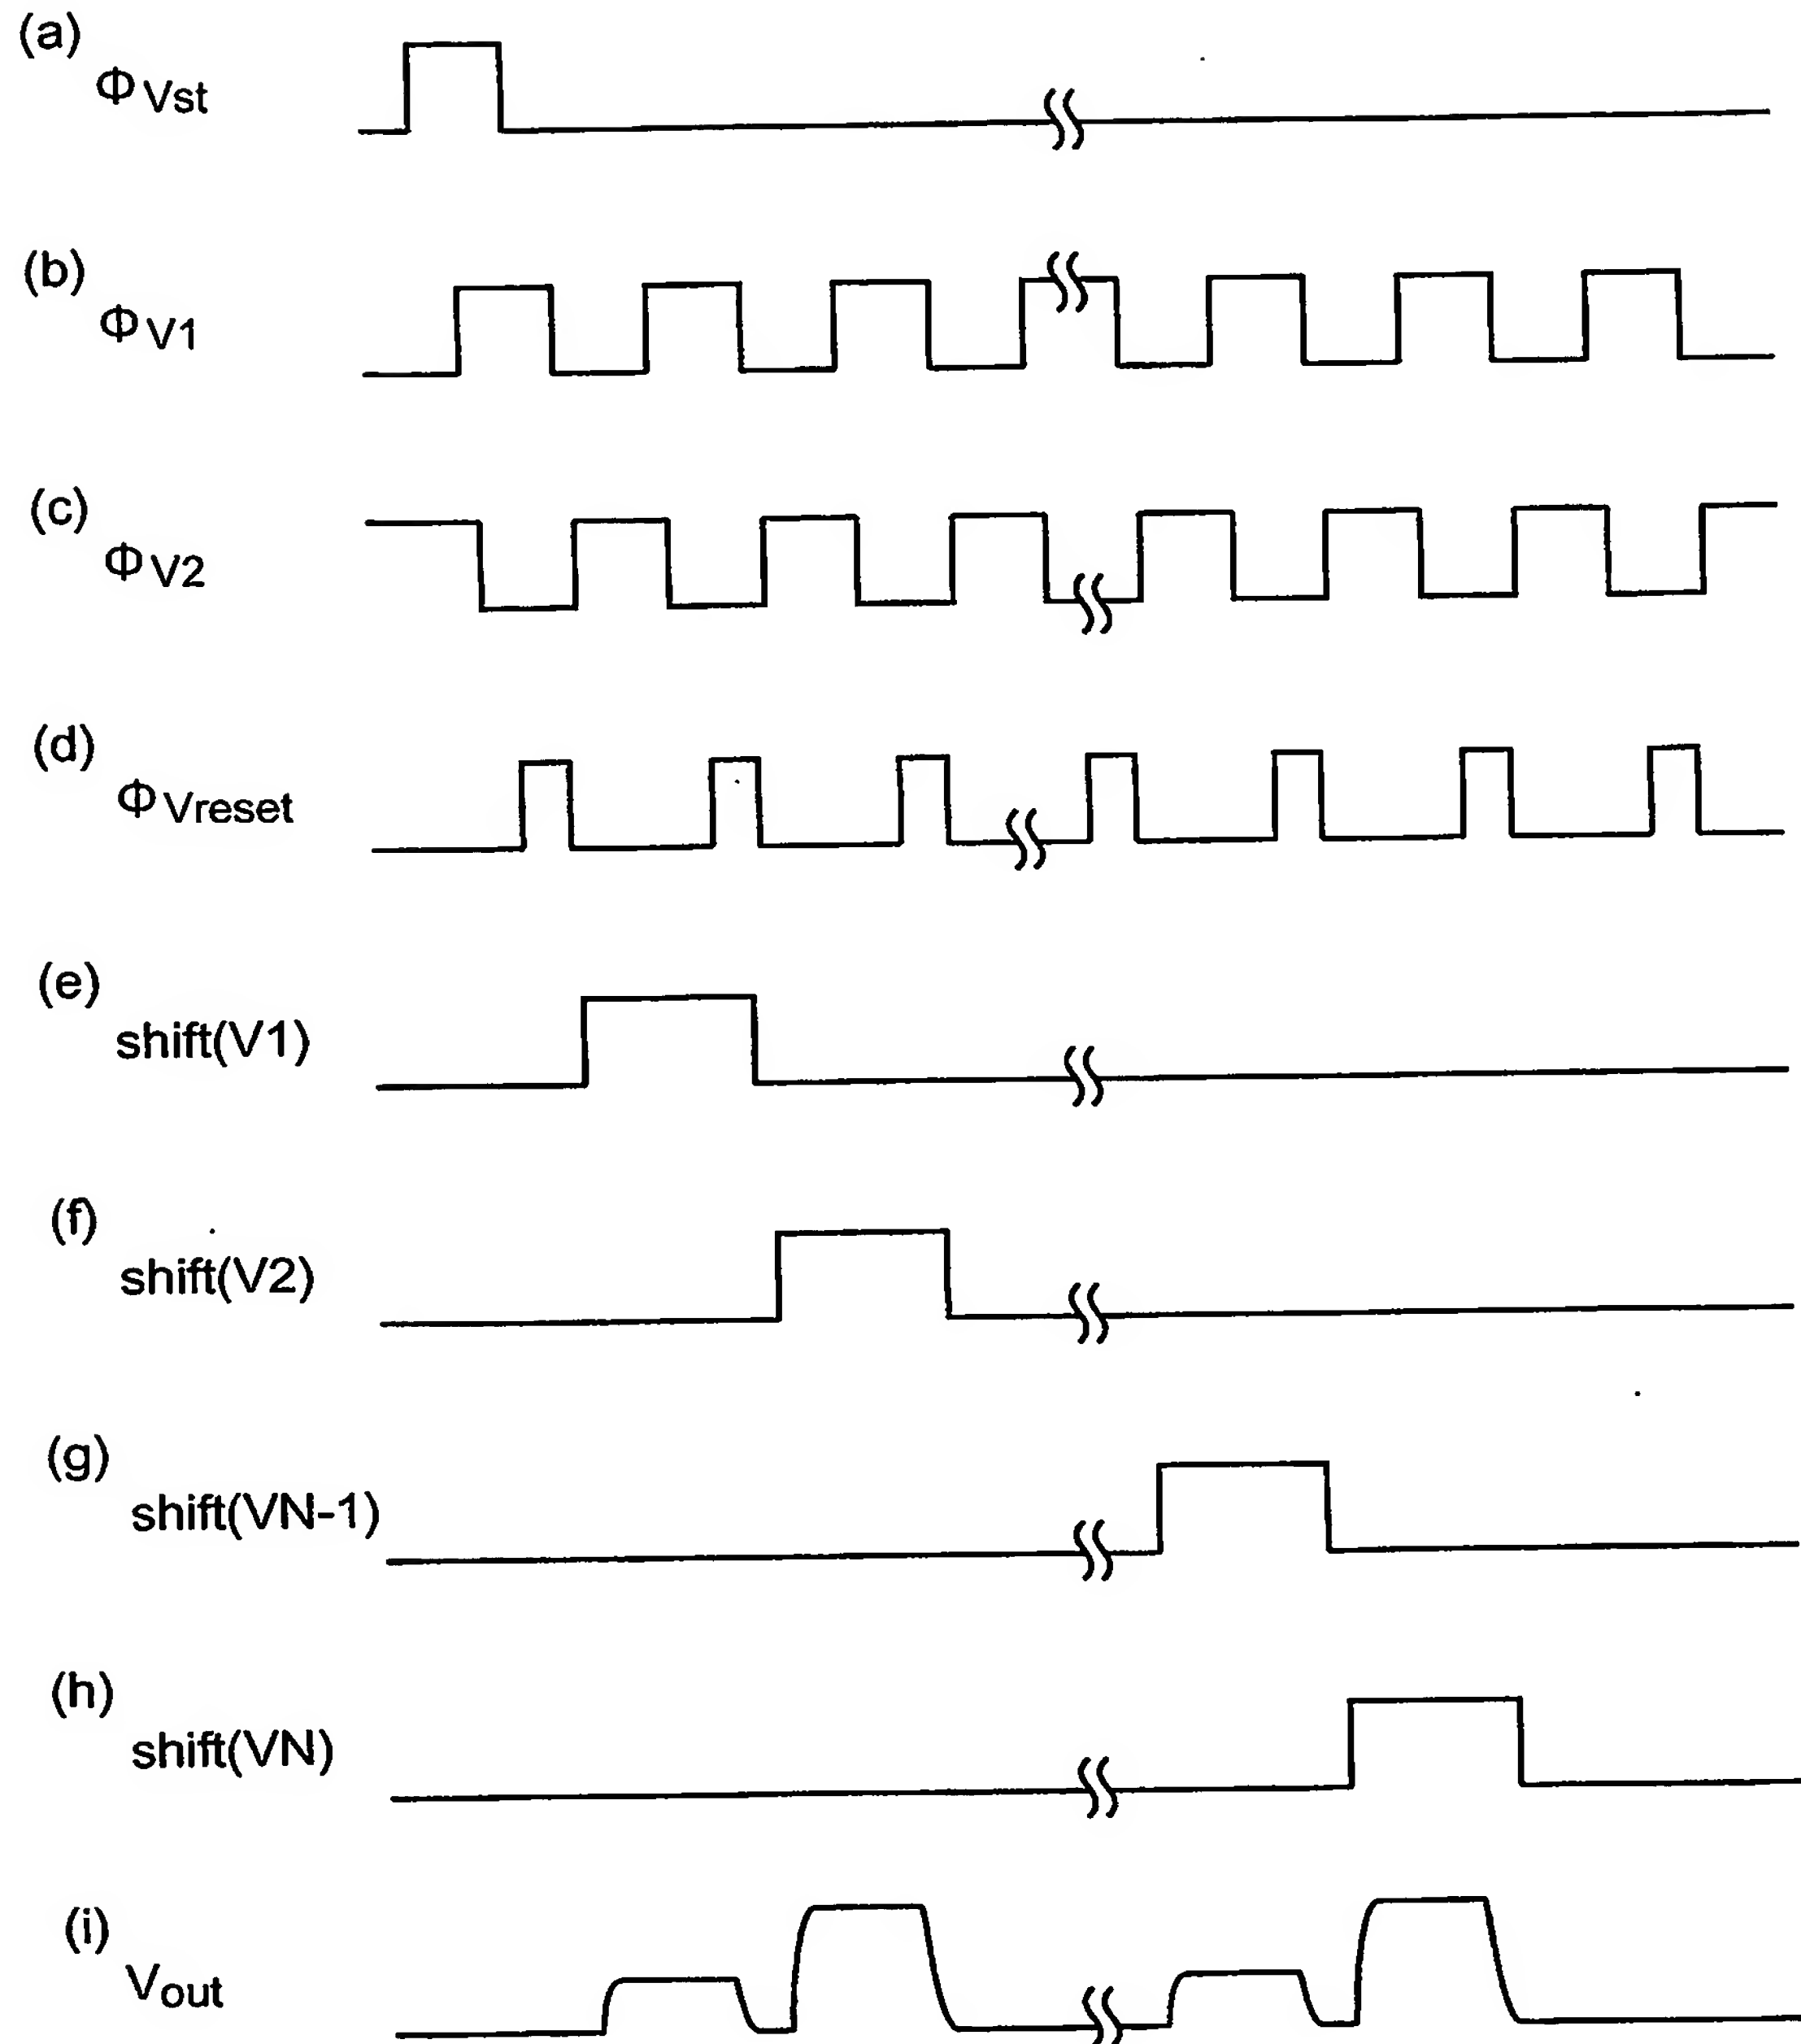 (a)
ΦVst
(b)
ΦV1
(c)
ΦV2
(d)
ΦVreset
(e)
shift(V1)
(f)
shift(V2)
(g)
shift(VN-1)
(h)
shift(VN)
(i)
Vout